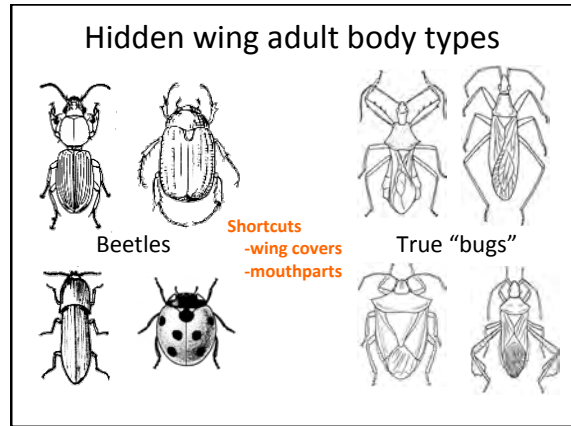 Hidden wing adult body types
Beetles
Shortcuts
-wing covers
-mouthparts
True “bugs”